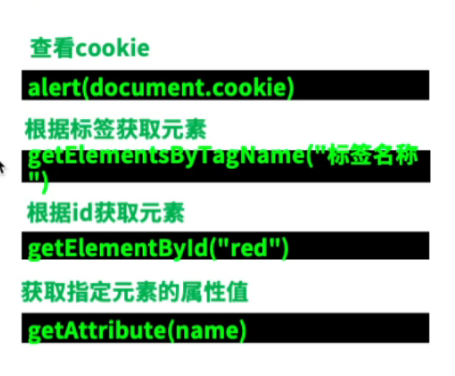 查看cookie
alert(document.cookie)
根据标签获取元素
getElementsByTagName("标签名称
")
根据id获取元素
getElementById("red")
获取指定元素的属性值
getAttribute(name)